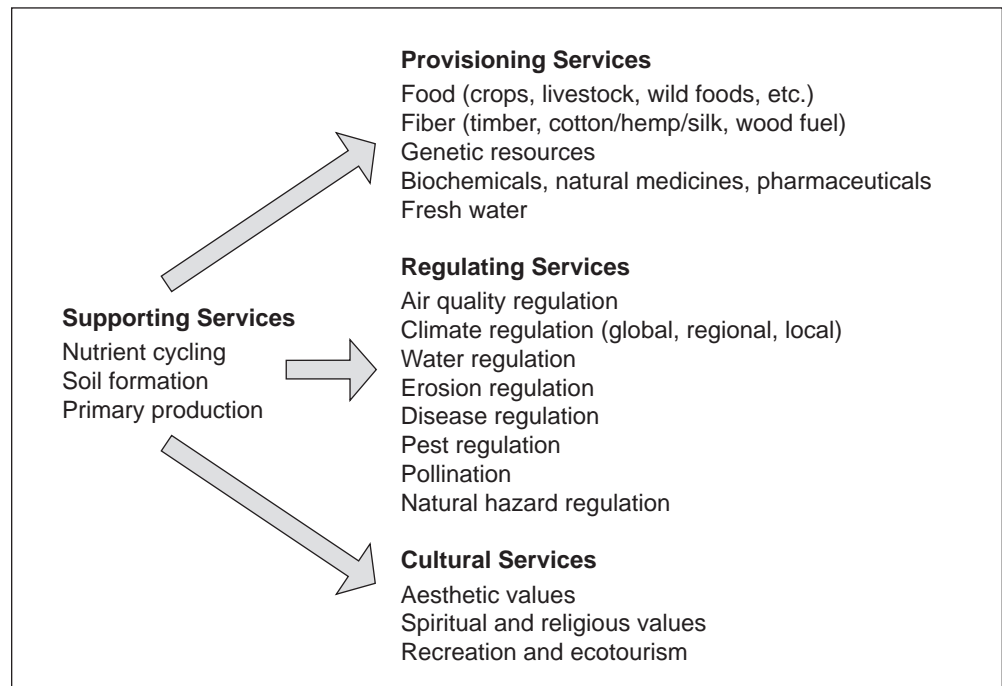 Provisioning Services
Food (crops, livestock, wild foods, etc.)
Fiber (timber, cotton/hemp/silk, wood fuel)
Genetic resources
Biochemicals, natural medicines, pharmaceuticals
Fresh water
Supporting Services
Nutrient cycling
Soil formation
Primary production
Regulating Services
Air quality regulation
Climate regulation (global, regional, local)
Water regulation
Erosion regulation
Disease regulation
Pest regulation
Pollination
Natural hazard regulation
Cultural Services
Aesthetic values
Spiritual and religious values
Recreation and ecotourism